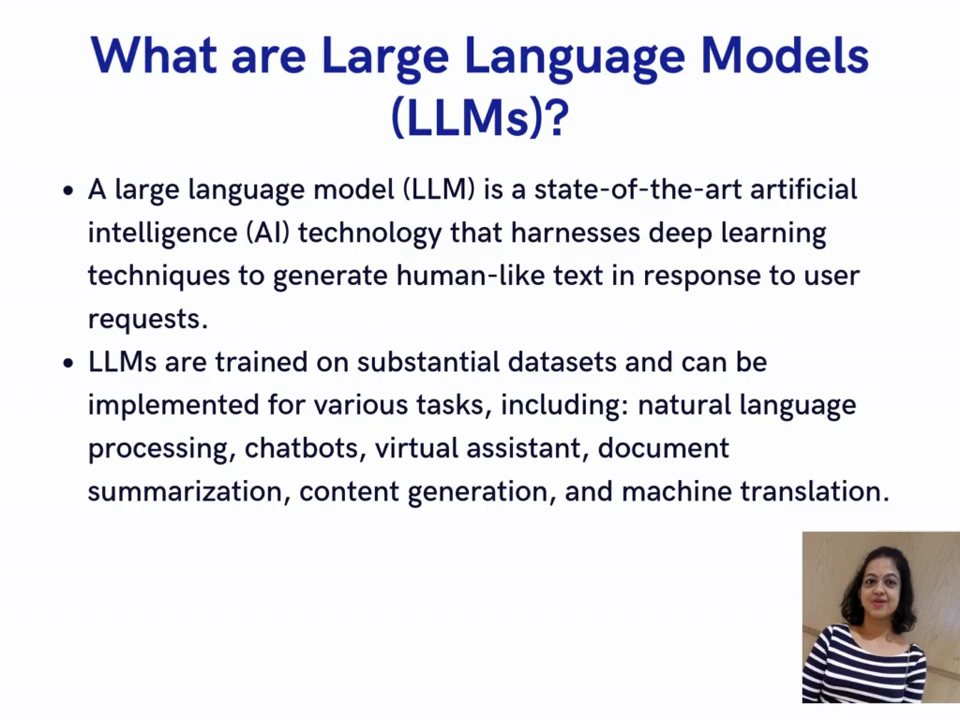 What are Large Language Models
(LLMs)?
• A large language model (LLM) is a state-of-the-art artificial
intelligence (AI) technology that harnesses deep learning
techniques to generate human-like text in response to user
requests.
• LLMs are trained on substantial datasets and can be
implemented for various tasks, including: natural language
processing, chatbots, virtual assistant, document
summarization, content generation, and machine translation.